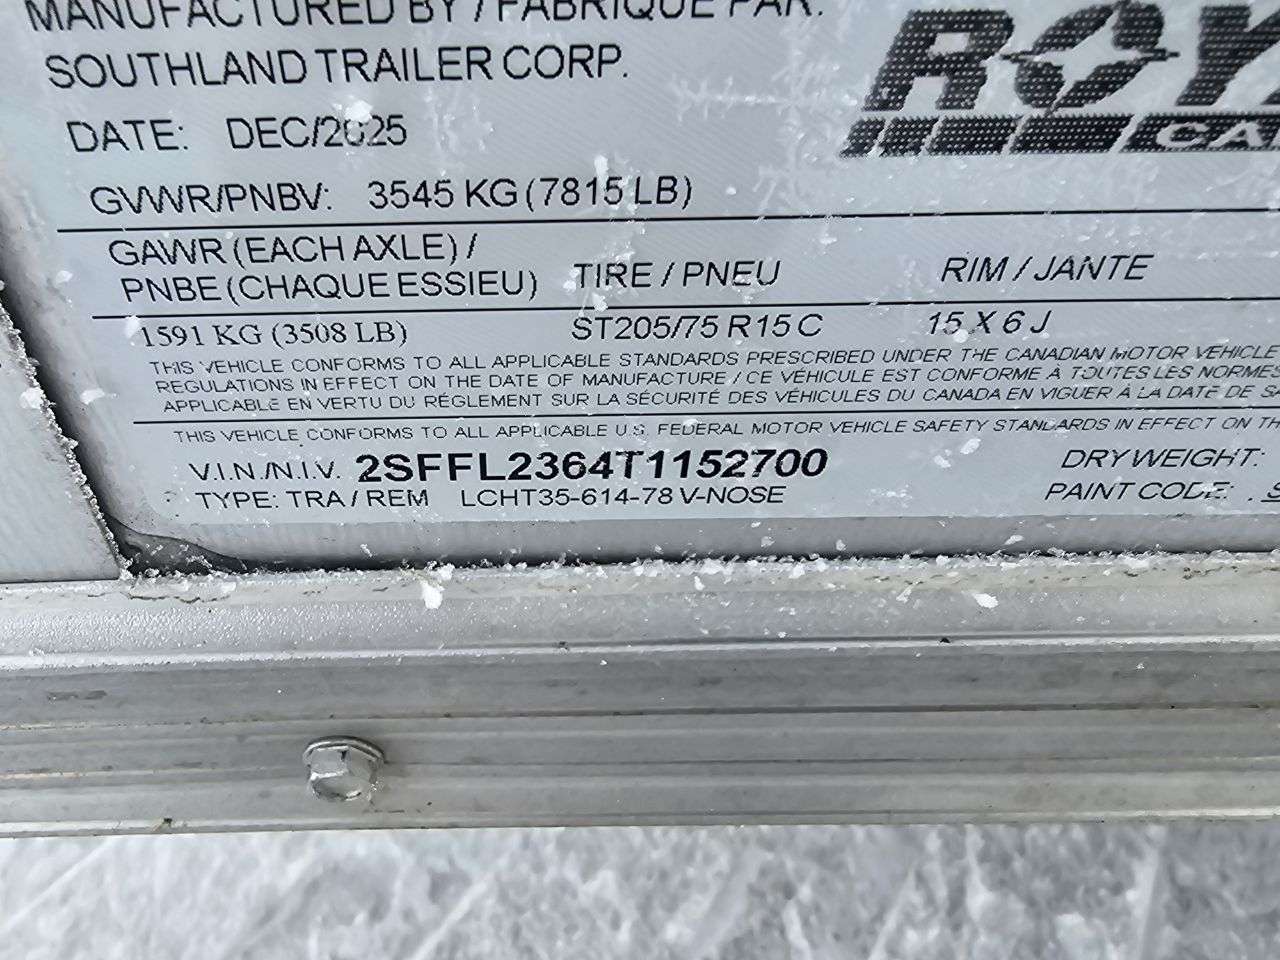 MANUFACTURED BY / FABRIQUÉ PAR:
SOUTHLAND TRAILER CORP.
ROY
CA
DATE: DEC/2025
GVWR/PNBV: 3545 KG (7815 LB)
GAWR (EACH AXLE) /
PNBE (CHAQUE ESSIEU) TIRE / PNEU RIM / JANTE
1591 KG (3508 LB) ST205/75 R15 C 15 X 6 J
THIS VEHICLE CONFORMS TO ALL APPLICABLE STANDARDS PRESCRIBED UNDER THE CANADIAN MOTOR VEHICLE
REGULATIONS IN EFFECT ON THE DATE OF MANUFACTURE / CE VÉHICULE EST CONFORME À TOUTES LES NORMES
APPLICABLE EN VERTU DU RÉGLEMENT SUR LA SÉCURITÉ DES VÉHICULES DU CANADA EN VIGUER À LA DATE DE
THIS VEHICLE CONFORMS TO ALL APPLICABLE U.S. FEDERAL MOTOR VEHICLE SAFETY STANDARDS IN EFFECT ON
V.I.N./N.I.V. 2SFFL2364T1152700 DRY WEIGHT:
TYPE: TRA / REM LCHT35-614-78 V-NOSE PAINT CODE: